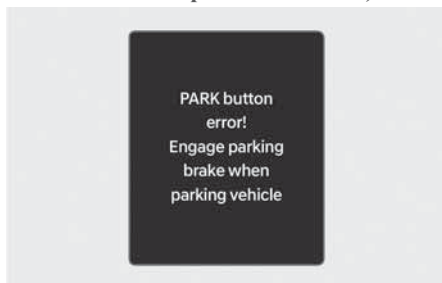 PARK button
error!
Engage parking
brake when
parking vehicle